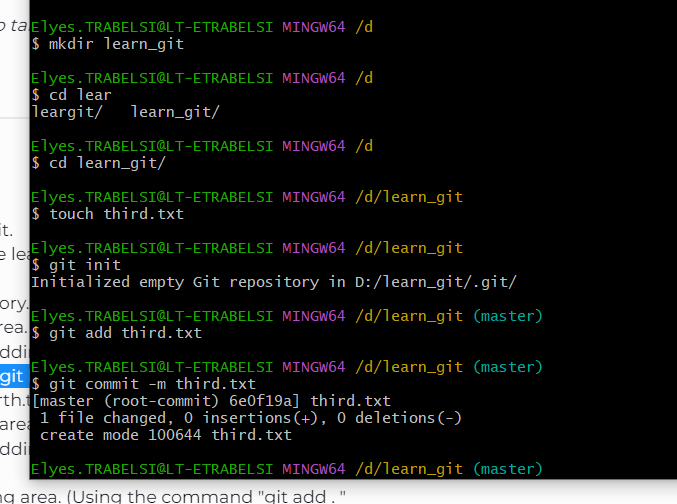 o ta
Elyes.TRABELSI@LT-ETRABELSI MINGW64 /d
$ mkdir learn_git
Elyes.TRABELSI@LT-ETRABELSI MINGW64 /d
$ cd lear
leargit/   learn_git/
Elyes.TRABELSI@LT-ETRABELSI MINGW64 /d
$ cd learn_git/
Elyes.TRABELSI@LT-ETRABELSI MINGW64 /d/learn_git
$ touch third.txt
it.
Elyes.TRABELSI@LT-ETRABELSI MINGW64 /d/learn_git
e lea
$ git init
Initialized empty Git repository in D:/learn_git/.git/
ory.
Elyes.TRABELSI@LT-ETRABELSI MINGW64 /d/learn_git (master)
rea.
$ git add third.txt
ddin
Elyes.TRABELSI@LT-ETRABELSI MINGW64 /d/learn_git (master)
git
$ git commit -m third.txt
rth.t
[master (root-commit) 6e0f19a] third.txt
area
1 file changed, 0 insertions(+), 0 deletions(-)
ddin
create mode 100644 third.txt
Elyes.TRABELSI@LT-ETRABELSI MINGW64 /d/learn_git (master)
ng area. (Using the command "git add . "